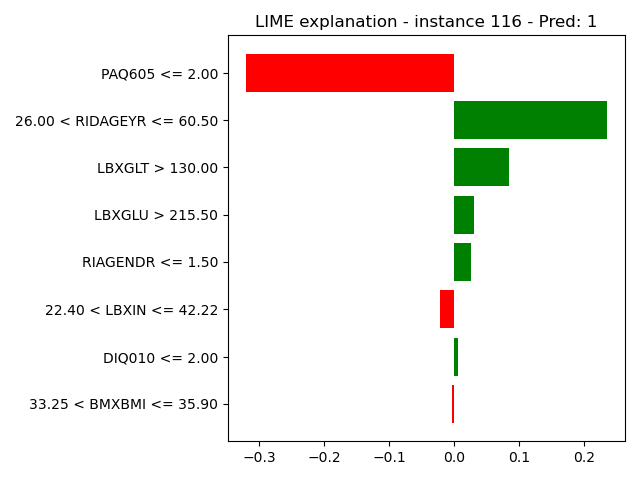 LIME explanation - instance 116 - Pred: 1
PAQ605 <= 2.00
26.00 < RIDAGEYR <= 60.50
LBXGLT > 130.00
LBXGLU > 215.50
RIAGENDR <= 1.50
22.40 < LBXIN <= 42.22
DIQ010 <= 2.00
33.25 < BMXBMI <= 35.90
−0.3 −0.2 −0.1 0.0 0.1 0.2